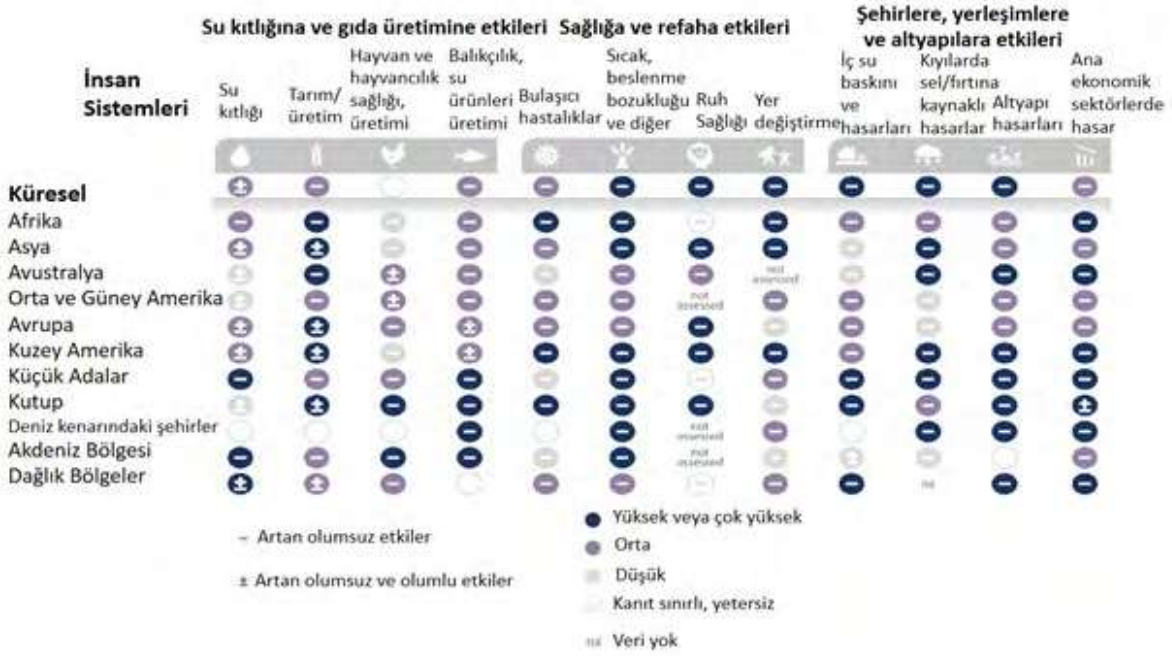 Su kıtlığına ve gıda üretimine etkileri
Sağlığa ve refaha etkileri
Şehirlere, yerleşimlere
ve altyapılara etkileri
İnsan
Sistemleri
Su
kıtlığı
Tarım/
üretim
Hayvan ve
hayvancılık
sağlığı,
üretimi
Balıkçılık,
su
ürünleri
üretimi
Bulaşıcı
hastalıklar
Sıcak,
beslenme
bozukluğu
ve diğer
Ruh
Sağlığı
Yer
değiştirme
İç su
baskını
ve
hasarları
Kıyılarda
sel/fırtına
kaynaklı
hasarlar
Altyapı
hasarları
Ana
ekonomik
sektörlerde
hasar
Küresel
± − − − − − − − − − −
Afrika
− − − − − − − − − − − −
Asya
± ± − − − − − − − − − −
Avustralya
± − ± − − − − not assessed − − − −
Orta ve Güney Amerika
± − ± − − − not assessed − − − − −
Avrupa
± ± − ± − − − − − − − −
Kuzey Amerika
± ± − ± − − − − − − − −
Küçük Adalar
− − − − − − − − − − − −
Kutup
± ± − − − − − − − − − ±
Deniz kenarındaki şehirler
− − not assessed − − − −
Akdeniz Bölgesi
− − − − − − not assessed − ± − −
Dağlık Bölgeler
± ± − − − − − − na − −
− Artan olumsuz etkiler
± Artan olumsuz ve olumlu etkiler
Yüksek veya çok yüksek
Orta
Düşük
Kanıt sınırlı, yetersiz
na Veri yok